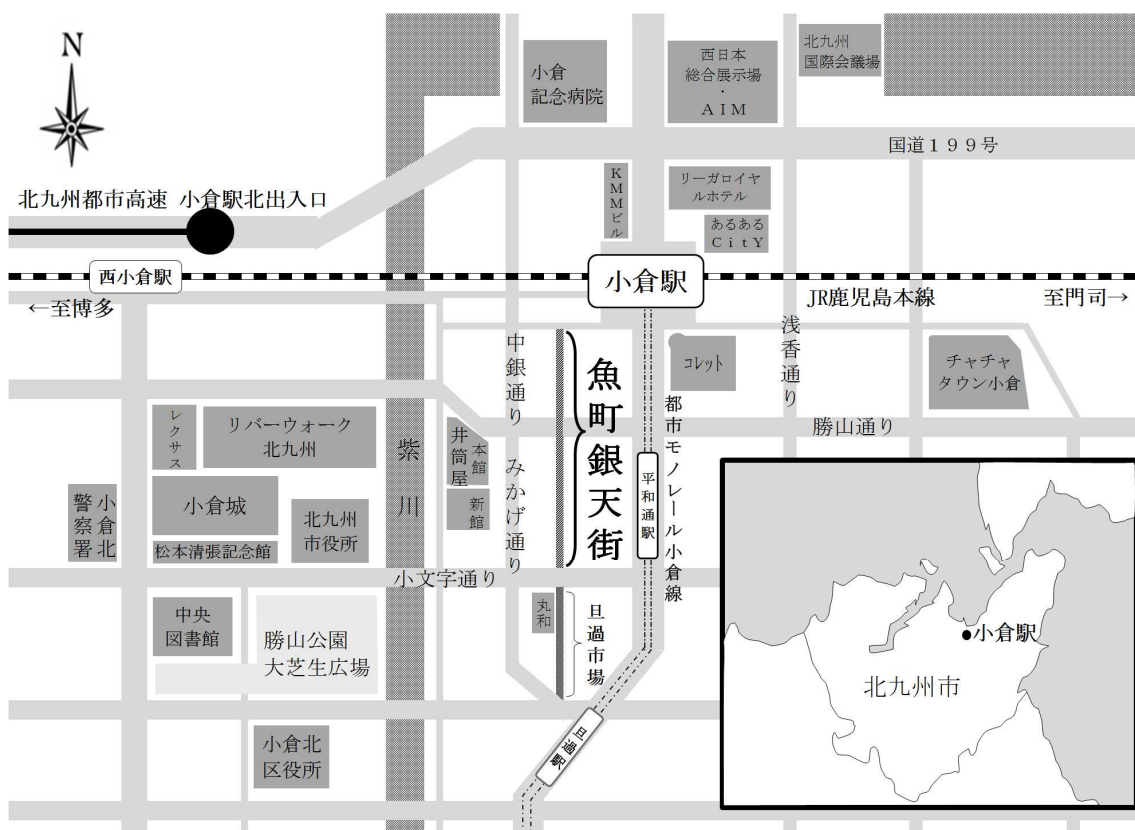 N
小倉
記念病院
西日本
総合展示場
・
ＡＩＭ
北九州
国際会議場
国道１９９号
北九州都市高速 小倉駅北出入口
ＫＭＭビル
リーガロイヤ
ルホテル
あるある
ＣｉｔＹ
西小倉駅
小倉駅
←至博多
JR鹿児島本線
至門司→
中銀通り
魚町銀天街
コレット
浅香通り
チャチャ
タウン小倉
都市モノレール小倉線
勝山通り
レクサス
リバーウォーク
北九州
紫川
井筒屋
本館
新館
みかげ通り
平和通駅
小倉北
警察署
小倉城
北九州
市役所
松本清張記念館
小文字通り
中央
図書館
勝山公園
大芝生広場
丸和
旦過市場
小倉北
区役所
旦過駅
小倉駅
北九州市